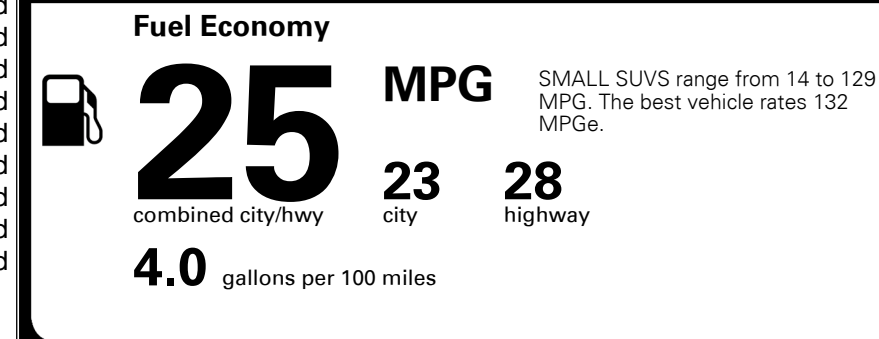 Fuel Economy
25
combined city/hwy
MPG
23
city
28
highway
SMALL SUVS range from 14 to 129
MPG. The best vehicle rates 132
MPGe.
4.0 gallons per 100 miles